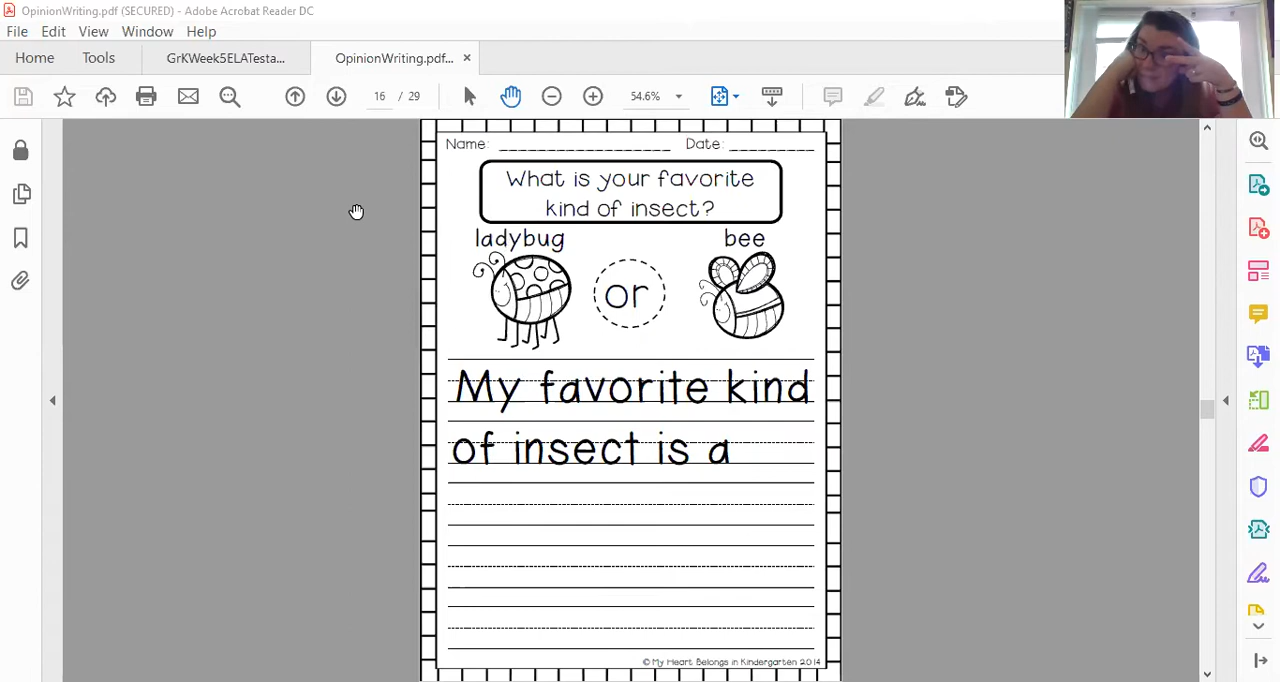 OpinionWriting.pdf (SECURED) - Adobe Acrobat Reader DC
File Edit View Window Help
Home Tools GrKWeek5ELATesta... OpinionWriting.pdf... ×
16 / 29 54.6%
Name: __________________ Date: _________
What is your favorite
kind of insect?
ladybug bee
or
My favorite kind
of insect is a
© My Heart Belongs in Kindergarten 2014